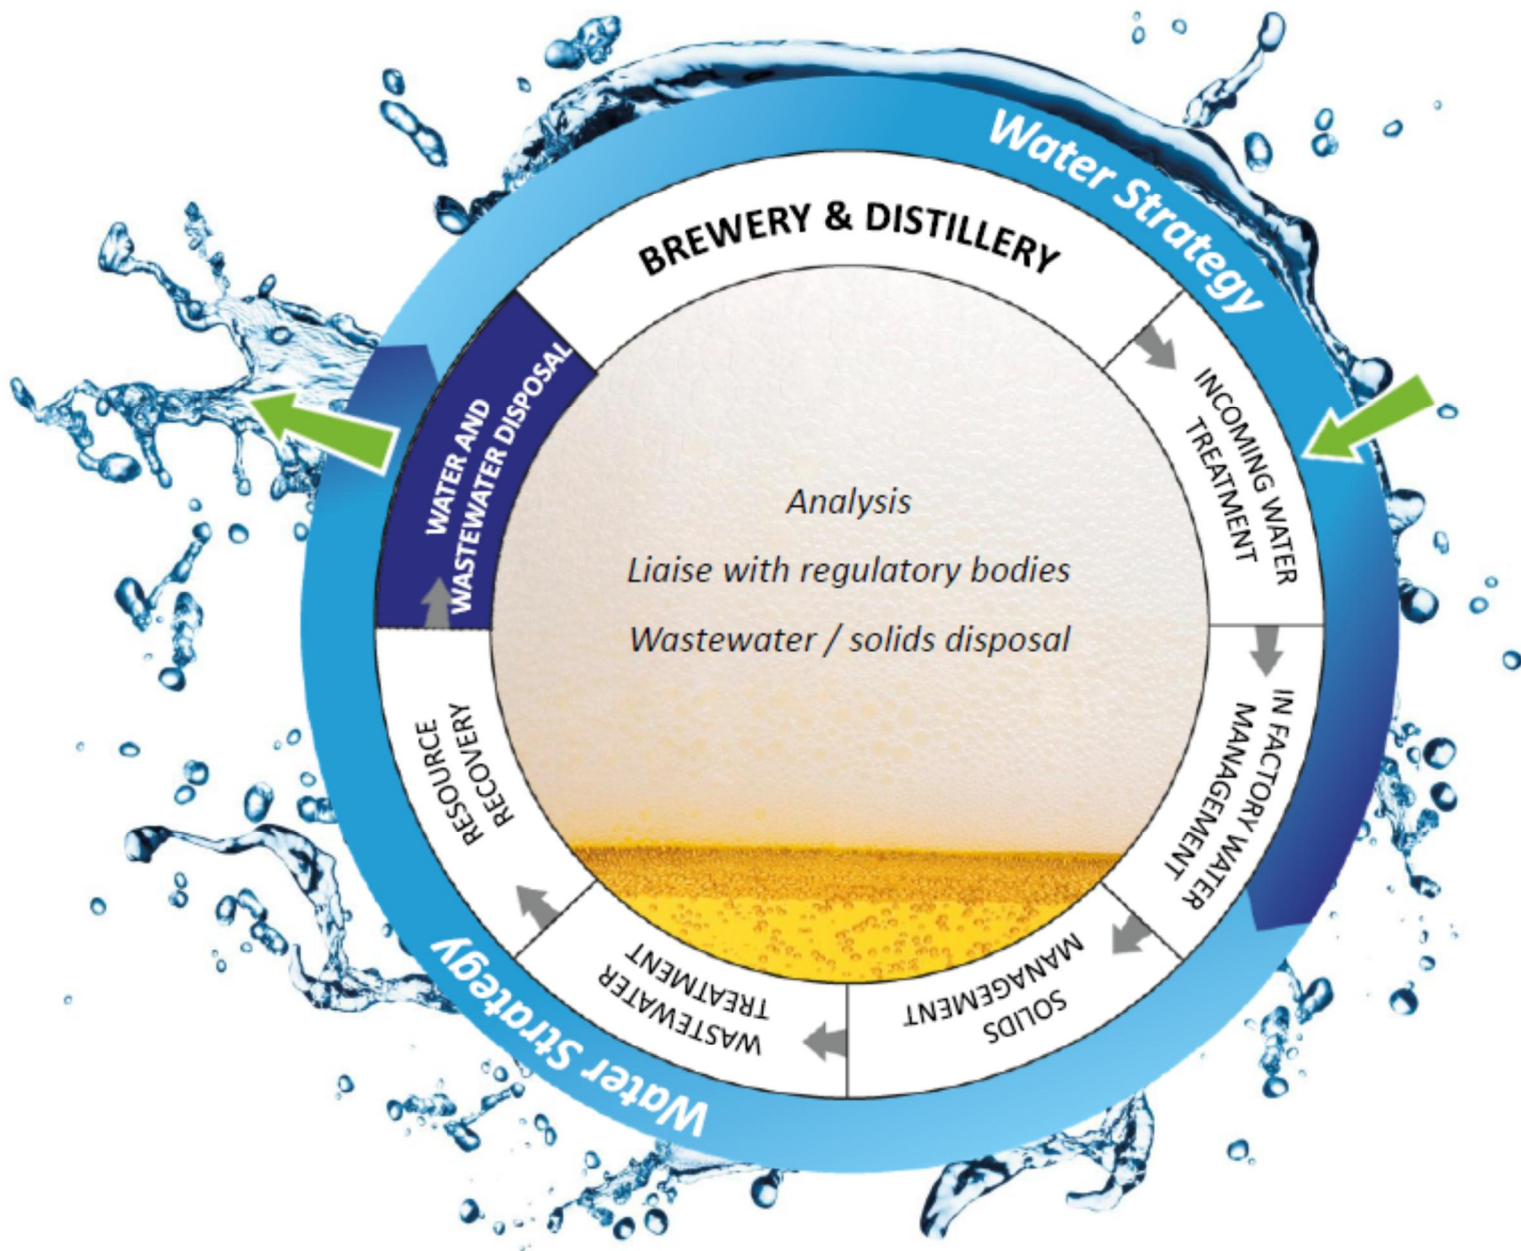 Water Strategy
BREWERY & DISTILLERY
INCOMING WATER
TREATMENT
IN FACTORY WATER
MANAGEMENT
SOLIDS
MANAGEMENT
WASTEWATER
TREATMENT
RESOURCE
RECOVERY
WATER AND
WASTEWATER DISPOSAL
Analysis
Liaise with regulatory bodies
Wastewater / solids disposal
Water Strategy